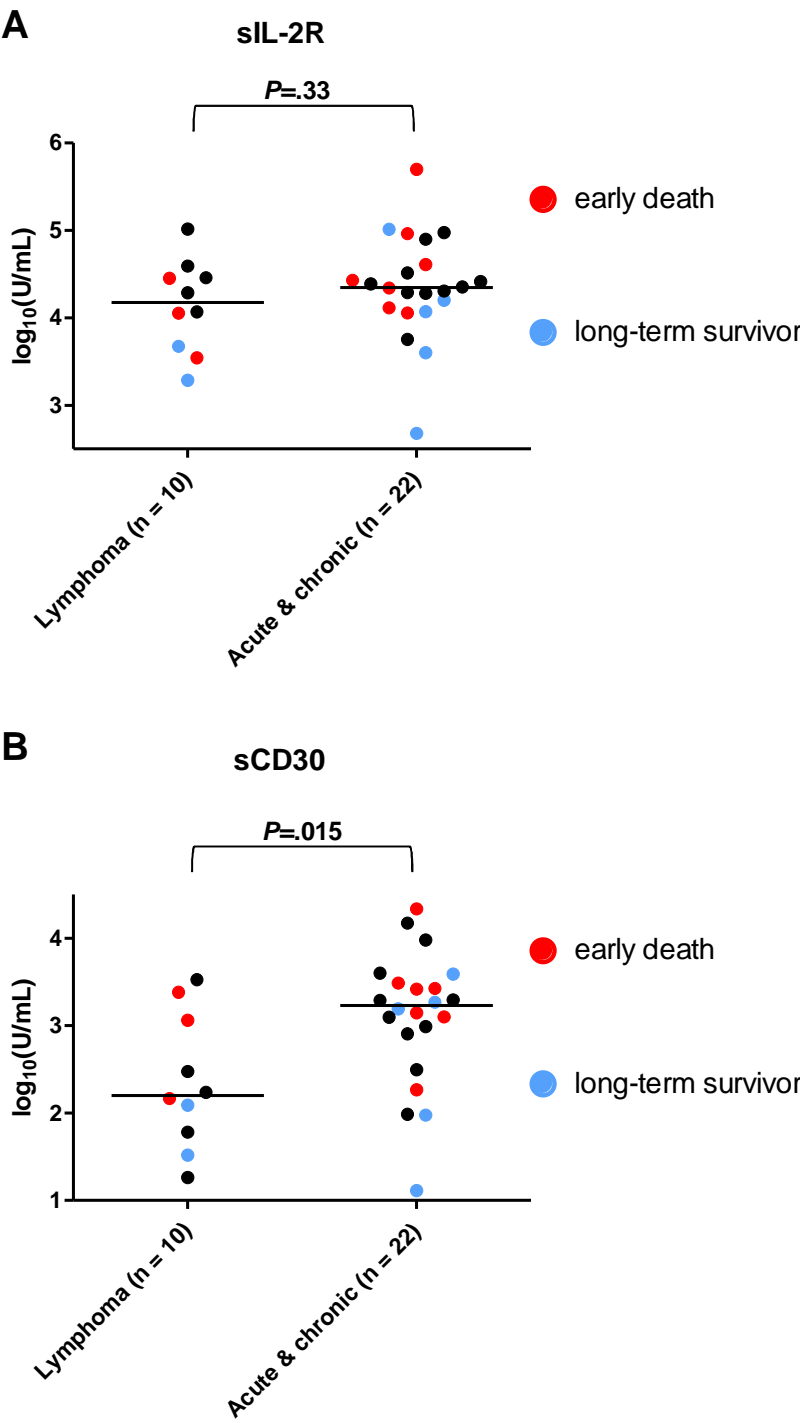 A
sIL-2R
P=.33
6
5
4
3
log10(U/mL)
early death
long-term survivor
Lymphoma (n = 10)
Acute & chronic (n = 22)
B
sCD30
P=.015
4
3
2
1
log10(U/mL)
early death
long-term survivor
Lymphoma (n = 10)
Acute & chronic (n = 22)